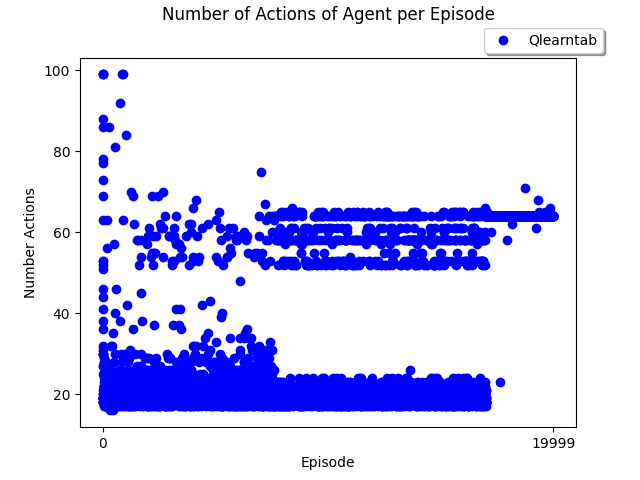 Number of Actions of Agent per Episode
Qlearntab
100
80
60
40
20
Number Actions
0
19999
Episode